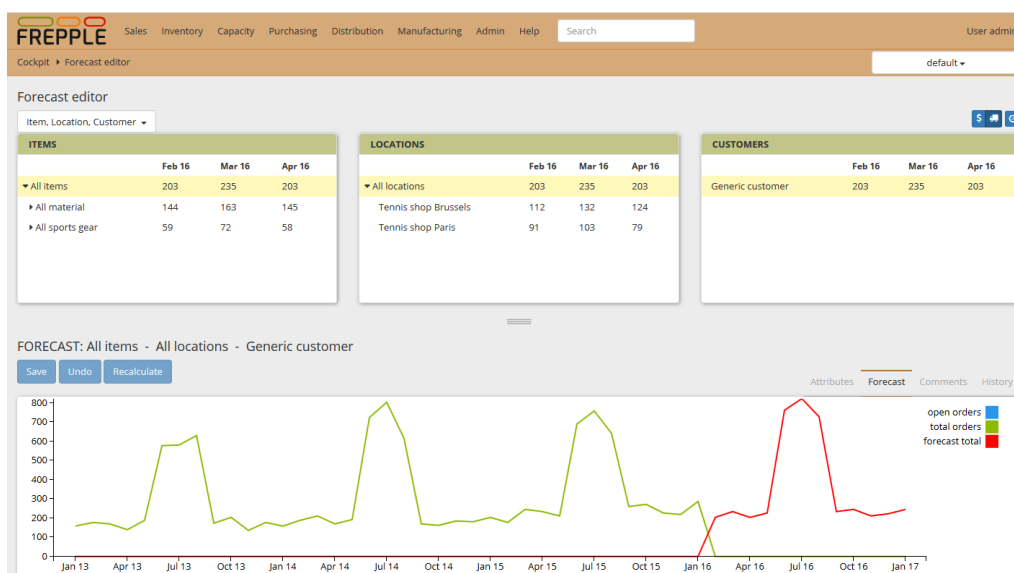 FREPPLE Sales Inventory Capacity Purchasing Distribution Manufacturing Admin Help Search User admin
Cockpit Forecast editor default
Forecast editor
Item, Location, Customer $
ITEMS
Feb 16 Mar 16 Apr 16
All items 203 235 203
All material 144 163 145
All sports gear 59 72 58
LOCATIONS
Feb 16 Mar 16 Apr 16
All locations 203 235 203
Tennis shop Brussels 112 132 124
Tennis shop Paris 91 103 79
CUSTOMERS
Feb 16 Mar 16 Apr 16
Generic customer 203 235 203
FORECAST: All items - All locations - Generic customer
Save Undo Recalculate
Attributes Forecast Comments History
800
700
600
500
400
300
200
100
0
open orders
total orders
forecast total
Jan 13 Apr 13 Jul 13 Oct 13 Jan 14 Apr 14 Jul 14 Oct 14 Jan 15 Apr 15 Jul 15 Oct 15 Jan 16 Apr 16 Jul 16 Oct 16 Jan 17